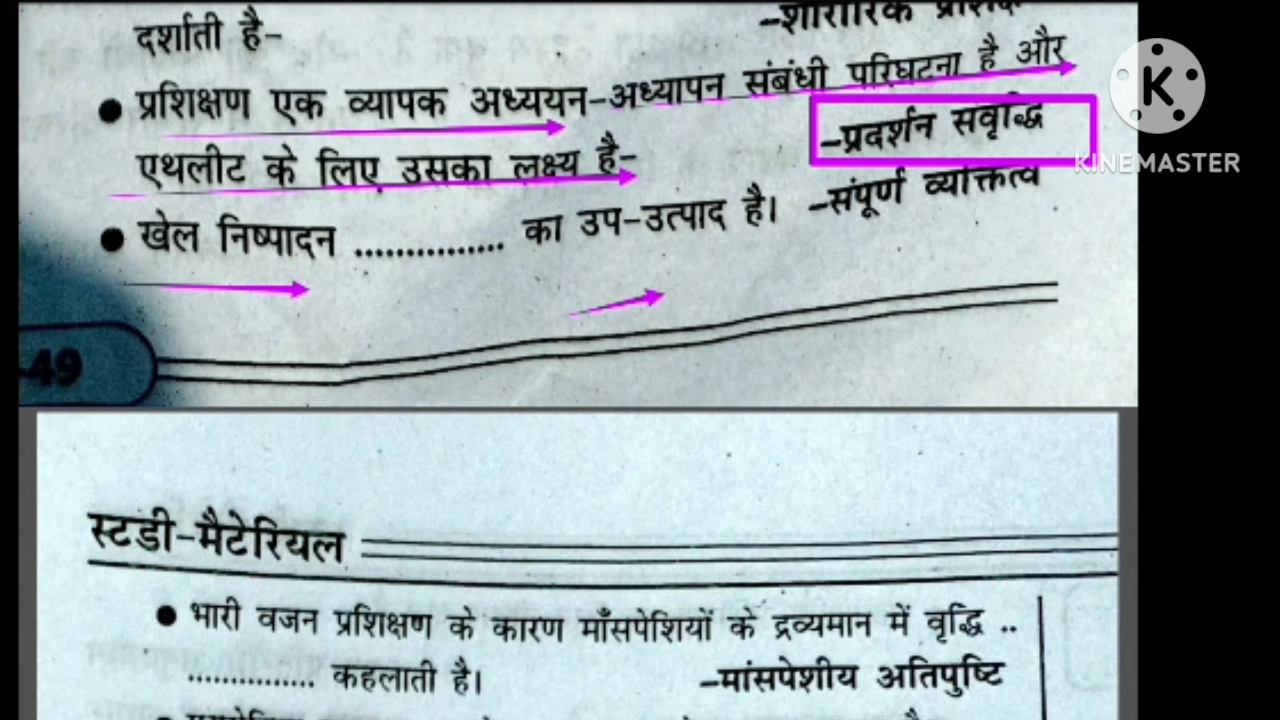 दर्शाती है-
-शारीरिक
● प्रशिक्षण एक व्यापक अध्ययन-अध्यापन संबंधी परिघटना है और
एथलीट के लिए उसका लक्ष्य है- -प्रदर्शन सवृद्धि
K
KINEMASTER
● खेल निष्पादन ............... का उप-उत्पाद है। -संपूर्ण व्यक्तित्व
49
स्टडी-मैटेरियल
● भारी वजन प्रशिक्षण के कारण माँसपेशियों के द्रव्यमान में वृद्धि ..
............... कहलाती है। -मांसपेशीय अतिपुष्टि